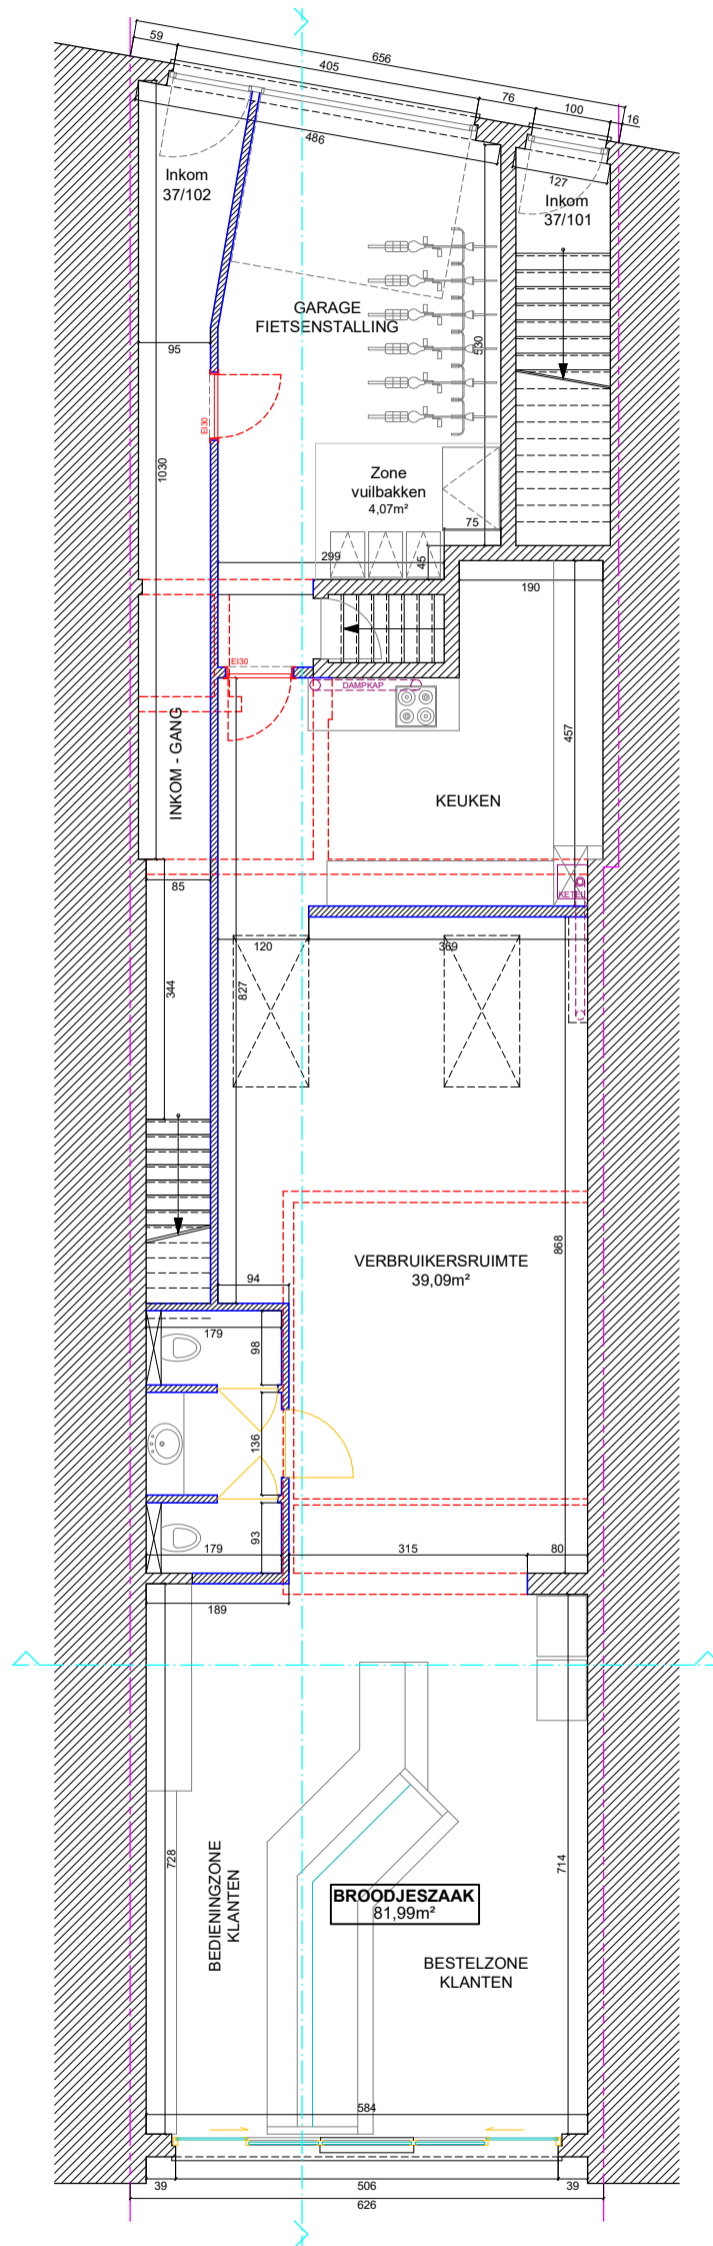 656
59
405
76
100
16
486
127
Inkom
37/102
Inkom
37/101
GARAGE
FIETSENSTALLING
530
95
EI30
1030
Zone
vuilbakken
4,07m²
75
299
45
190
EI30
DAMPKAP
INKOM - GANG
457
KEUKEN
85
KETEL
120
369
344
827
VERBRUIKERSRUIMTE
39,09m²
868
94
179
98
136
93
179
315
80
189
728
BEDIENINGZONE
KLANTEN
BROODJESZAAK
81,99m²
714
BESTELZONE
KLANTEN
584
39
506
39
626